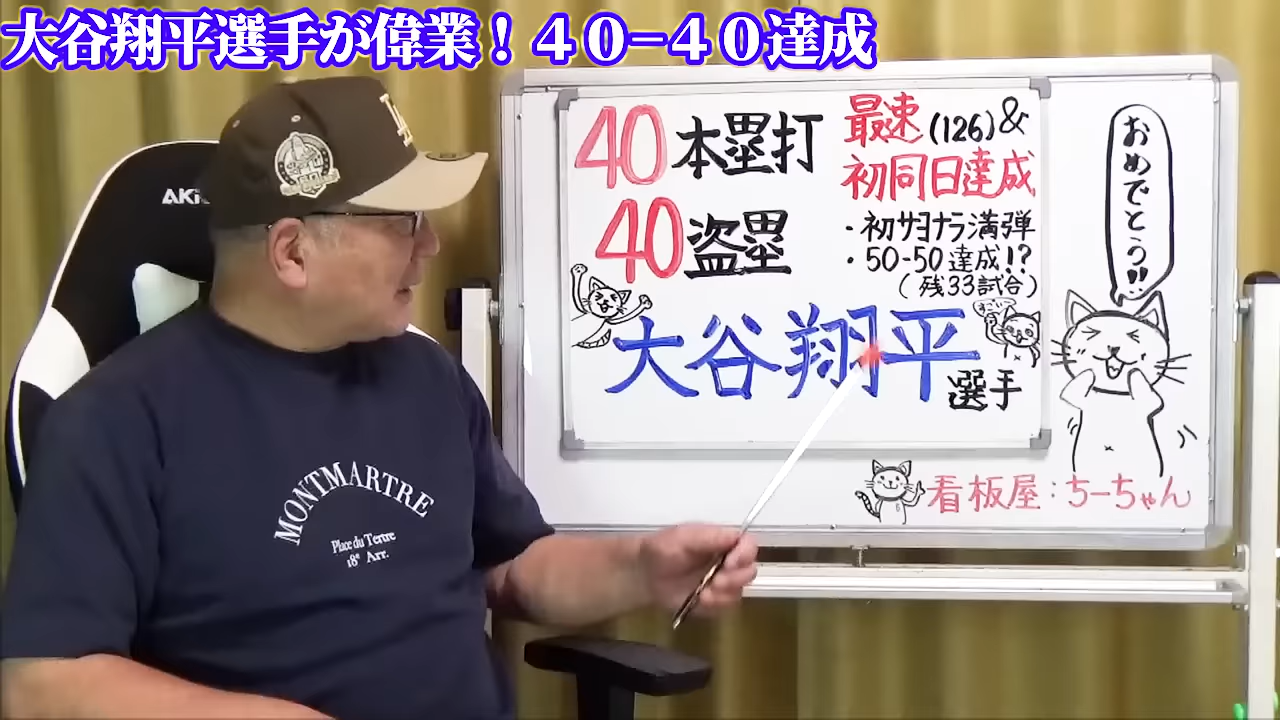 大谷翔平選手が偉業！４０−４０達成
40本塁打
40盗塁
最速(126)&
初同日達成
・初サヨナラ満弾
・50-50達成!?
(残33試合)
大谷翔平
選手
おめでとう!!
看板屋:ちーちゃん
MONTMARTRE
Place du Tertre
18e Arr.